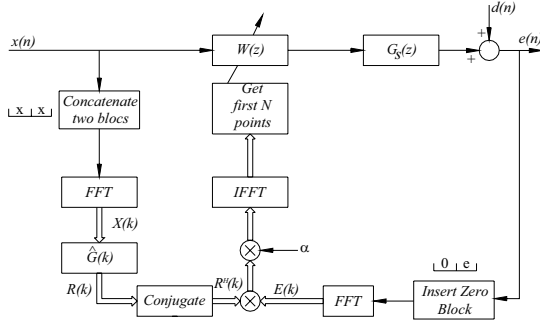 d(n)
x(n)
W(z)
G_S(z)
+
+
e(n)
Concatenate
two blocs
x x
Get
first N
points
FFT
IFFT
X(k)
Ĝ(k)
α
0 e
R(k)
Conjugate
R^H(k)
E(k)
FFT
Insert Zero
Block